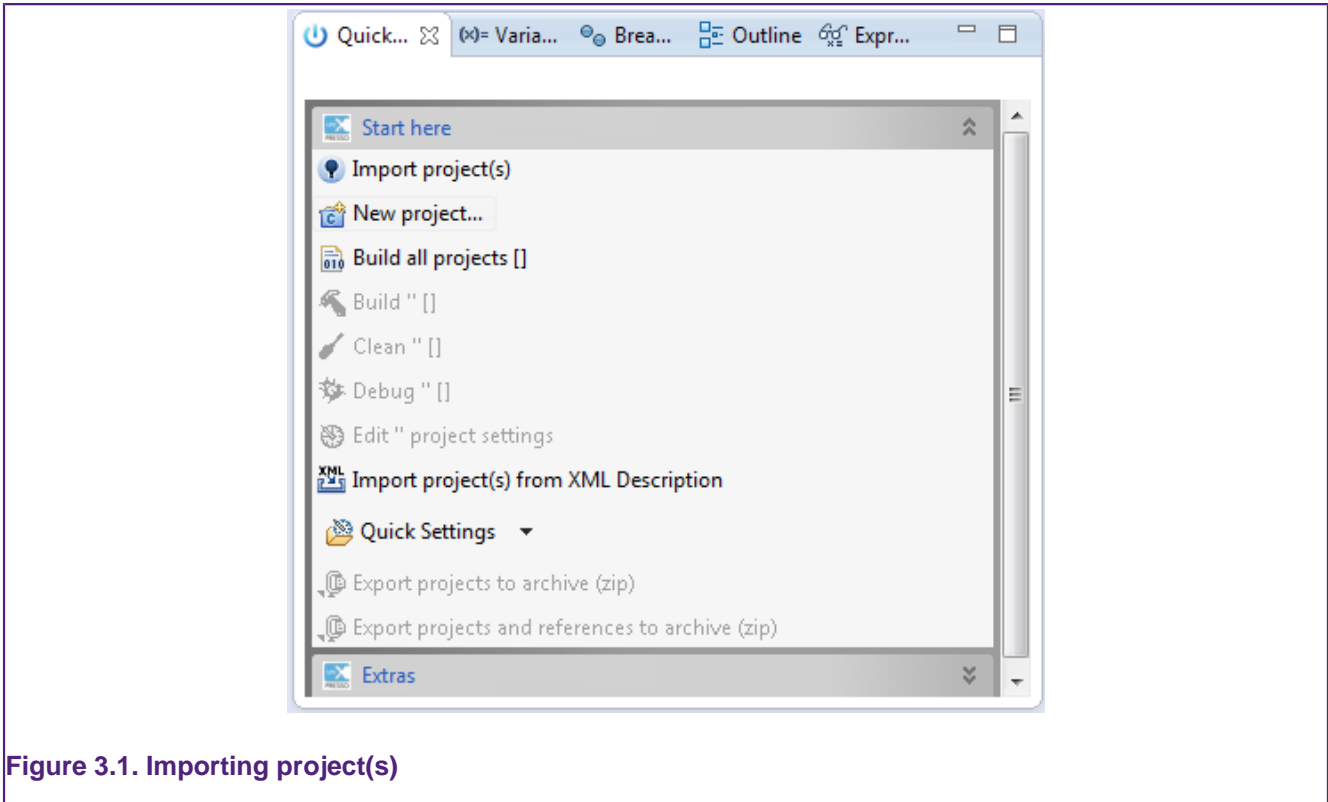 Quick... (x)= Varia... Brea... Outline Expr...
Start here
Import project(s)
New project...
Build all projects []
Build '' []
Clean '' []
Debug '' []
Edit '' project settings
Import project(s) from XML Description
Quick Settings
Export projects to archive (zip)
Export projects and references to archive (zip)
Extras
Figure 3.1. Importing project(s)